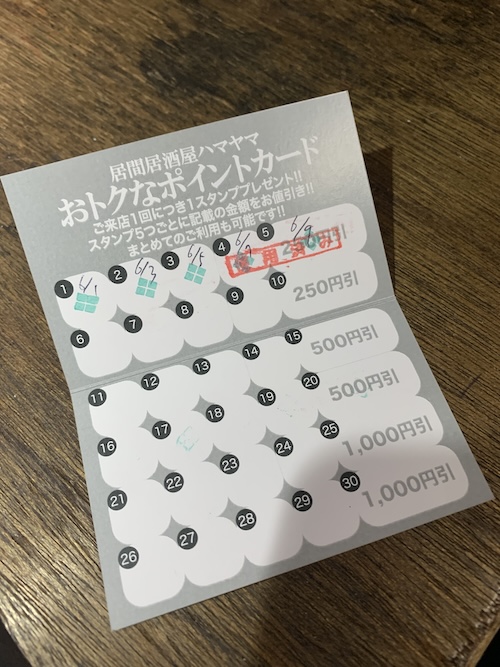 居間居酒屋ハマヤマ
おトクなポイントカード
ご来店1回につき1スタンププレゼント!!
スタンプ5つごとに記載の金額をお値引き!!
まとめてのご利用も可能です!!
1 6/1 2 6/3 3 6/5 4 5 6/9
使用済み
6 7 8 9 10 250円引
11 12 13 14 15 500円引
16 17 18 19 20 500円引
21 22 23 24 25 1,000円引
26 27 28 29 30 1,000円引